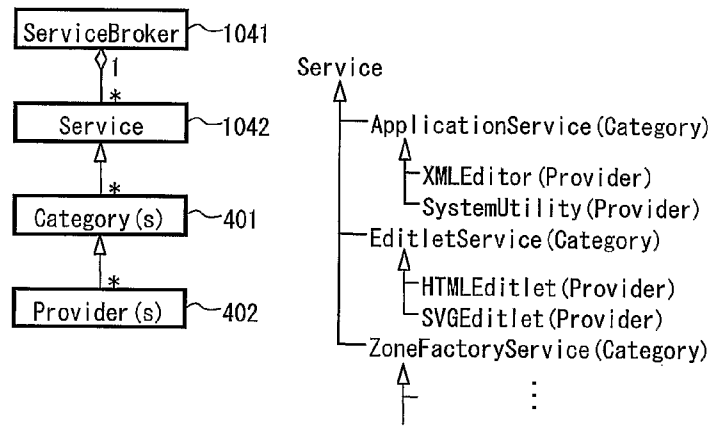 ServiceBroker 1041
1
*
Service 1042
*
Category(s) 401
*
Provider(s) 402
Service
ApplicationService(Category)
XMLEditor(Provider)
SystemUtility(Provider)
EditletService(Category)
HTMLEditlet(Provider)
SVGEditlet(Provider)
ZoneFactoryService(Category)
⋮